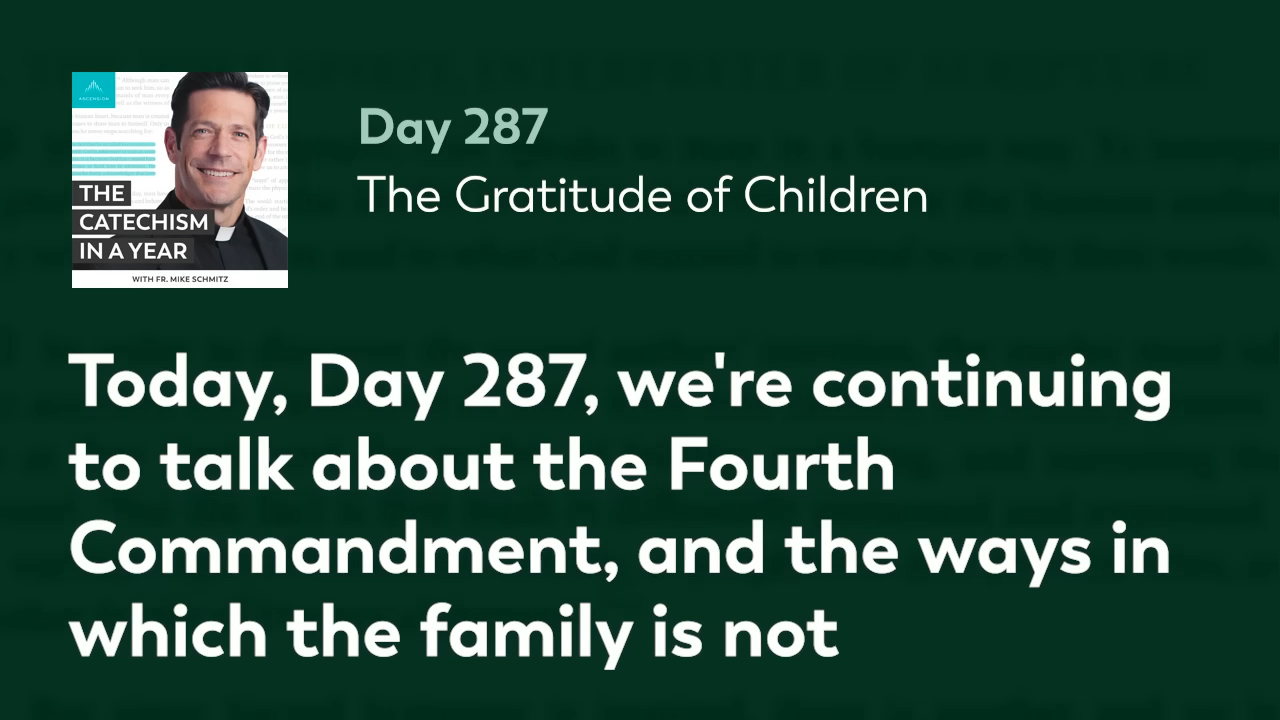 ASCENSION
THE
CATECHISM
IN A YEAR
WITH FR. MIKE SCHMITZ
Day 287
The Gratitude of Children
Today, Day 287, we're continuing
to talk about the Fourth
Commandment, and the ways in
which the family is not